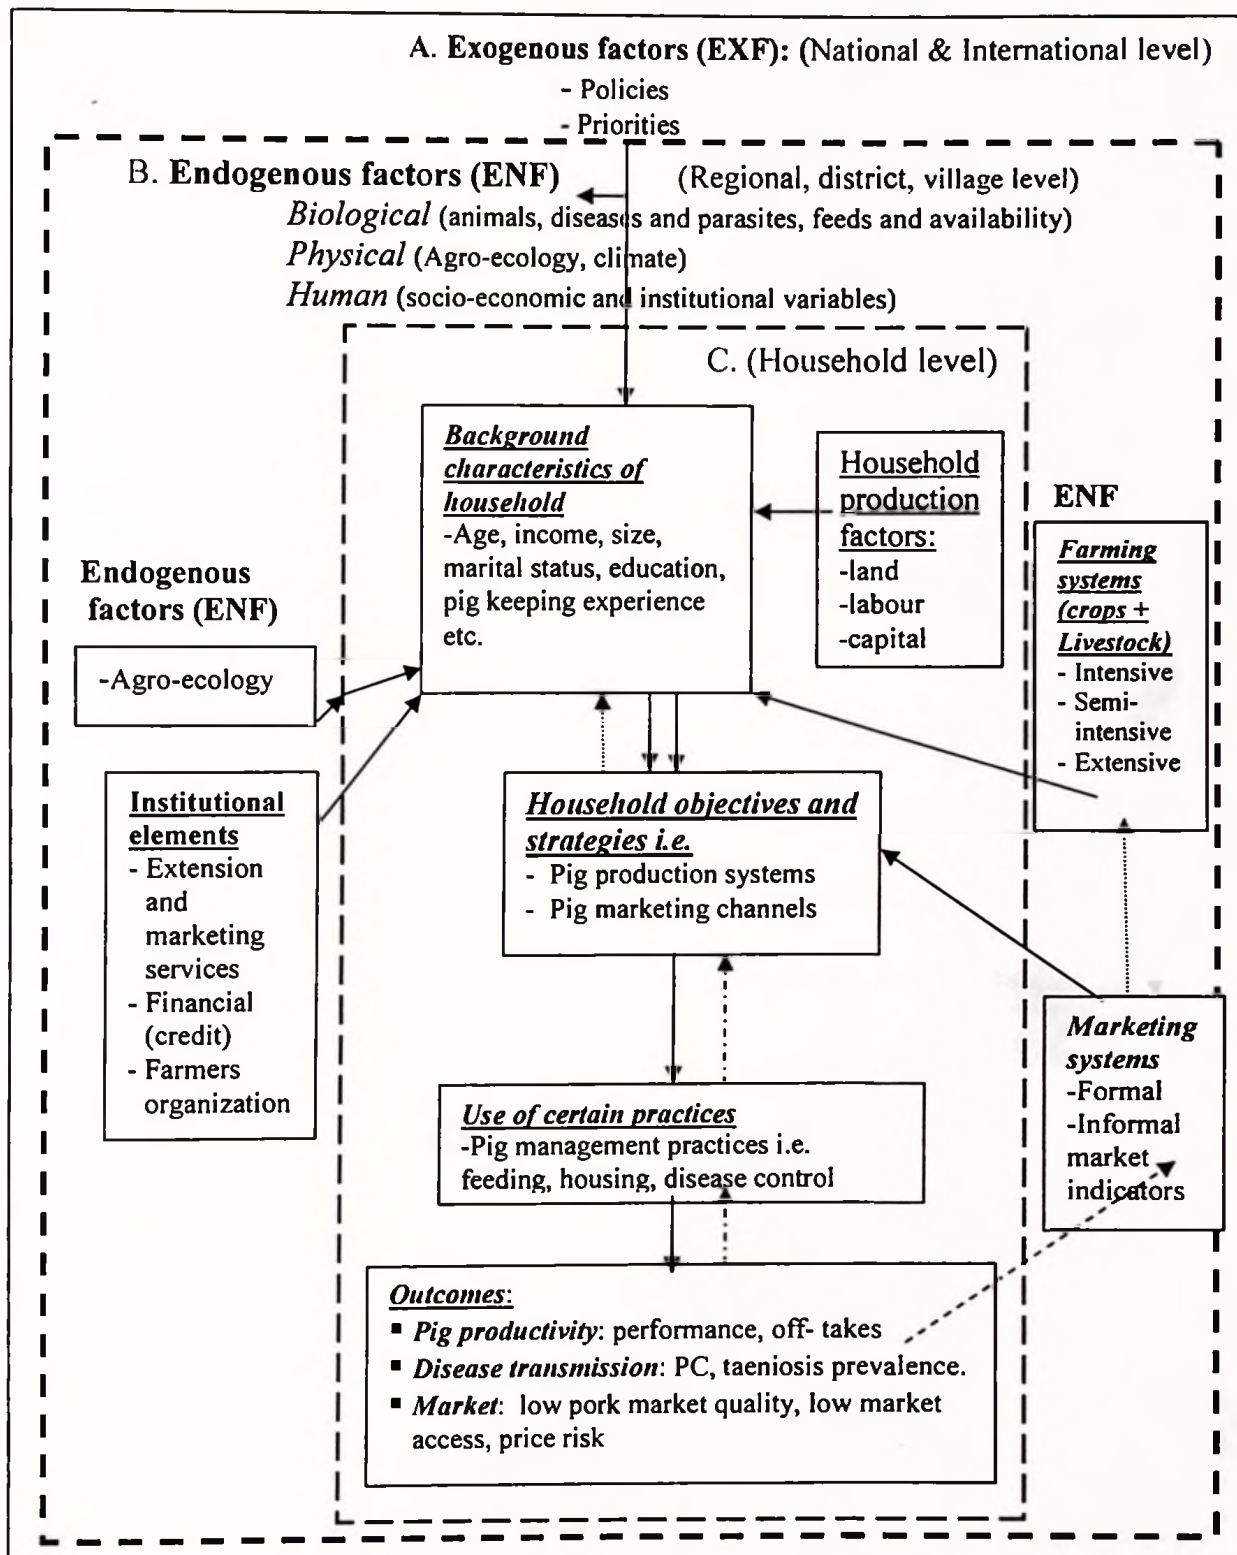 A. Exogenous factors (EXF): (National & International level)
- Policies
- Priorities
B. Endogenous factors (ENF) (Regional, district, village level)
Biological (animals, diseases and parasites, feeds and availability)
Physical (Agro-ecology, climate)
Human (socio-economic and institutional variables)
C. (Household level)
Background
characteristics of
household
-Age, income, size,
marital status, education,
pig keeping experience
etc.
Household
production
factors:
-land
-labour
-capital
ENF
Farming
systems
(crops +
Livestock)
- Intensive
- Semi-
intensive
- Extensive
Endogenous
factors (ENF)
-Agro-ecology
Institutional
elements
- Extension
and
marketing
services
- Financial
(credit)
- Farmers
organization
Household objectives and
strategies i.e.
- Pig production systems
- Pig marketing channels
Marketing
systems
-Formal
-Informal
market
indicators
Use of certain practices
-Pig management practices i.e.
feeding, housing, disease control
Outcomes:
▪ Pig productivity: performance, off- takes
▪ Disease transmission: PC, taeniosis prevalence.
▪ Market: low pork market quality, low market
access, price risk